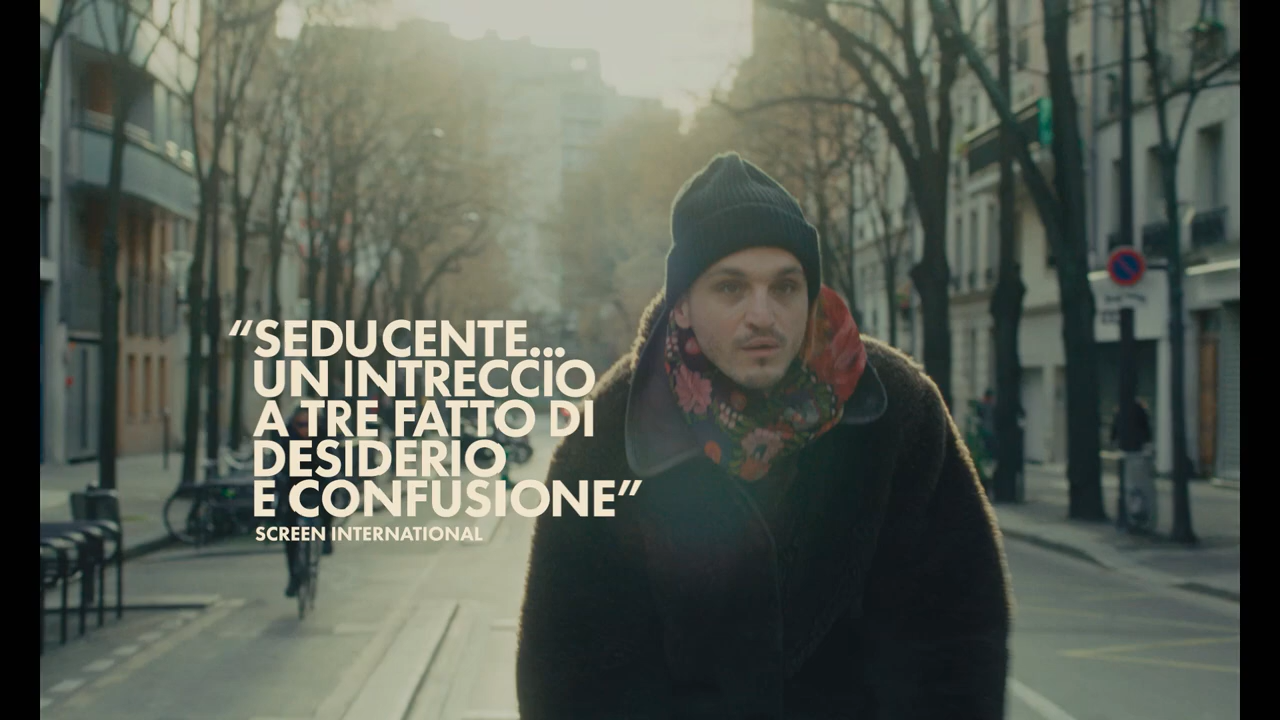 “SEDUCENTE...
UN INTRECCIO
A TRE FATTO DI
DESIDERIO
E CONFUSIONE”
SCREEN INTERNATIONAL